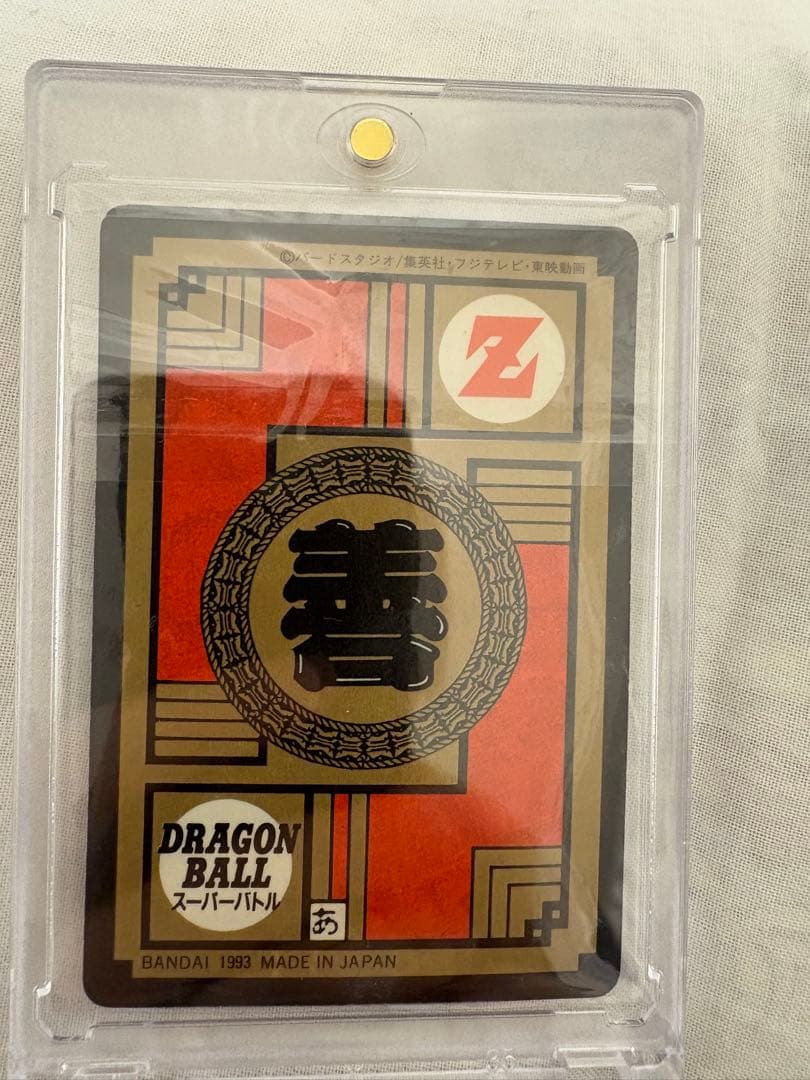 ©バードスタジオ/集英社・フジテレビ・東映動画
Z
善
DRAGON
BALL
スーパーバトル
あ
BANDAI 1993 MADE IN JAPAN